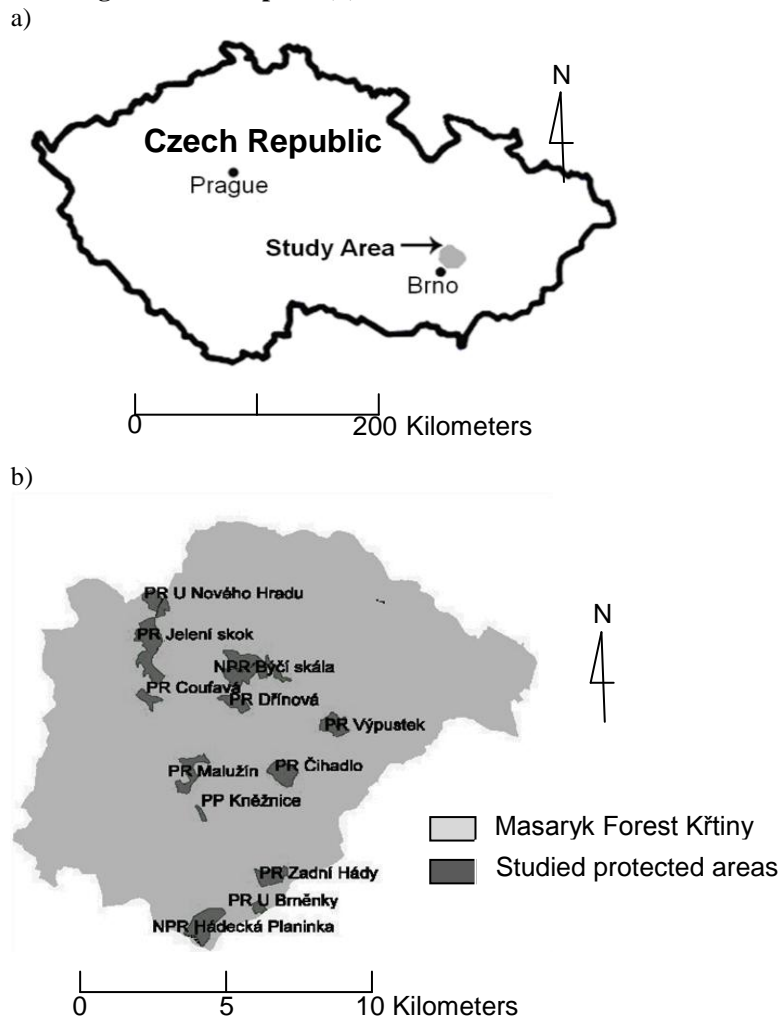 a)
N
Czech Republic
Prague
Study Area
Brno
0 200 Kilometers
b)
PR U Nového Hradu
N
PR Jelení skok
NPR Býčí skála
PR Coufavá
PR Dřínová
PR Výpustek
PR Malužín
PR Čihadlo
PP Kněžnice
Masaryk Forest Křtiny
Studied protected areas
PR Zadní Hády
PR U Brněnky
NPR Hádecká Planinka
0 5 10 Kilometers